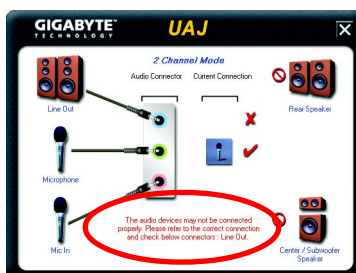 GIGABYTE™
TECHNOLOGY
UAJ
2 Channel Mode
Audio Connector
Current Connection
Line Out
Rear Speaker
Microphone
The audio devices may not be connected
properly. Please refer to the correct connection
and check below connectors : Line Out.
Mic In
Center / Subwoofer
Speaker